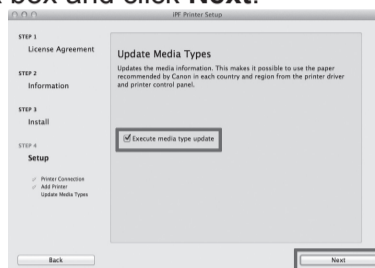 box and click Next.
iPF Printer Setup
STEP 1
License Agreement
STEP 2
Information
STEP 3
Install
STEP 4
Setup
Printer Connection
Add Printer
Update Media Types
Update Media Types
Updates the media information. This makes it possible to use the paper
recommended by Canon in each country and region from the printer driver
and printer control panel.
Execute media type update
Back
Next